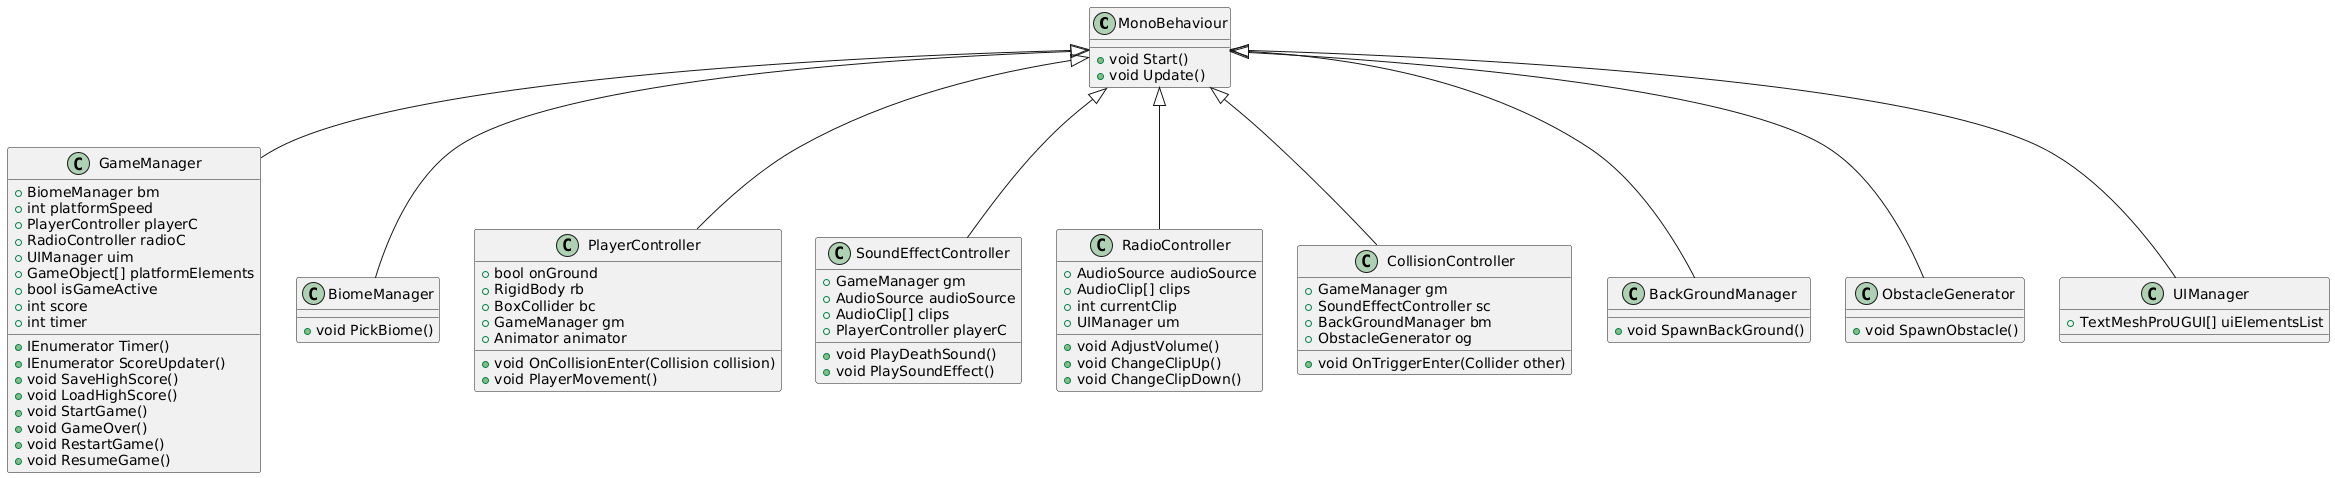 C MonoBehaviour
void Start()
void Update()
C GameManager
BiomeManager bm
int platformSpeed
PlayerController playerC
RadioController radioC
UIManager uim
GameObject[] platformElements
bool isGameActive
int score
int timer
IEnumerator Timer()
IEnumerator ScoreUpdater()
void SaveHighScore()
void LoadHighScore()
void StartGame()
void GameOver()
void RestartGame()
void ResumeGame()
C BiomeManager
void PickBiome()
C PlayerController
bool onGround
RigidBody rb
BoxCollider bc
GameManager gm
Animator animator
void OnCollisionEnter(Collision collision)
void PlayerMovement()
C SoundEffectController
GameManager gm
AudioSource audioSource
AudioClip[] clips
PlayerController playerC
void PlayDeathSound()
void PlaySoundEffect()
C RadioController
AudioSource audioSource
AudioClip[] clips
int currentClip
UIManager um
void AdjustVolume()
void ChangeClipUp()
void ChangeClipDown()
C CollisionController
GameManager gm
SoundEffectController sc
BackGroundManager bm
ObstacleGenerator og
void OnTriggerEnter(Collider other)
C BackGroundManager
void SpawnBackGround()
C ObstacleGenerator
void SpawnObstacle()
C UIManager
TextMeshProUGUI[] uiElementsList